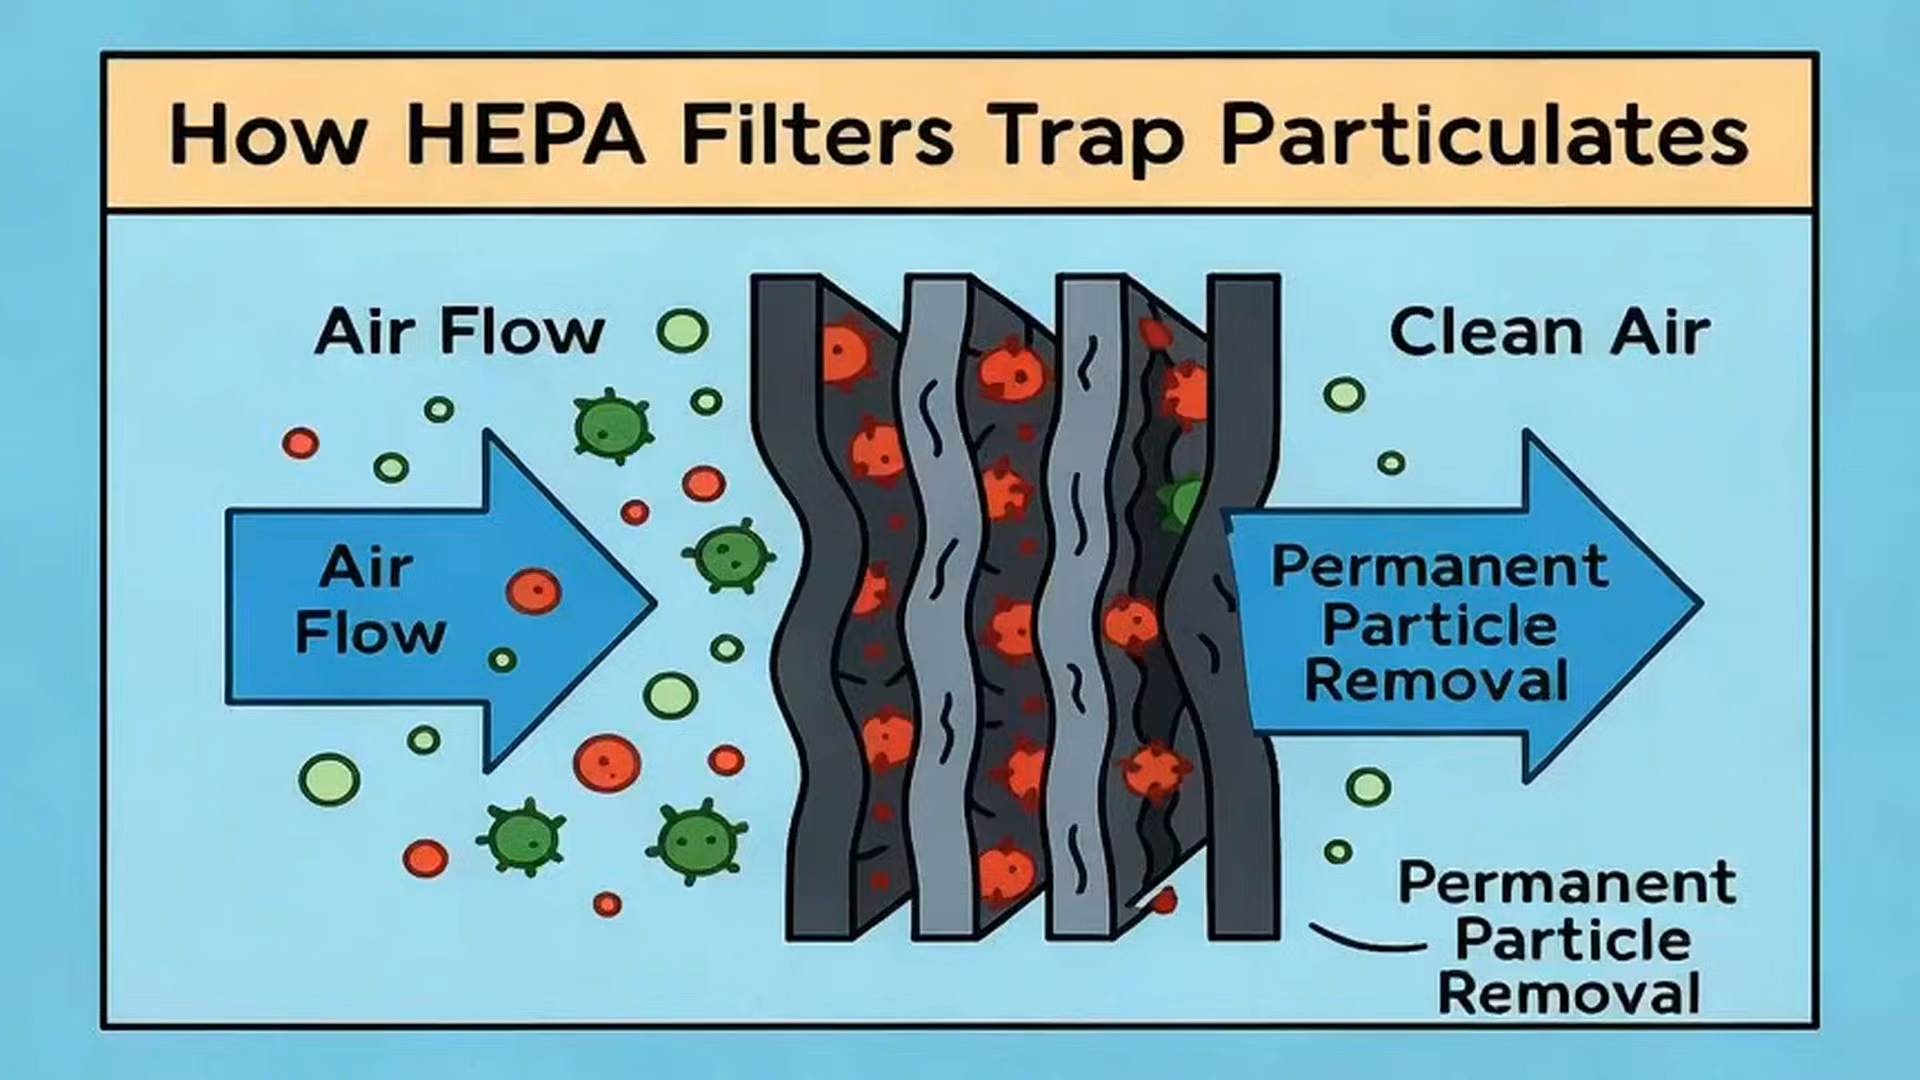 How HEPA Filters Trap Particulates
Air Flow
Clean Air
Air
Flow
Permanent
Particle
Removal
Permanent
Particle
Removal